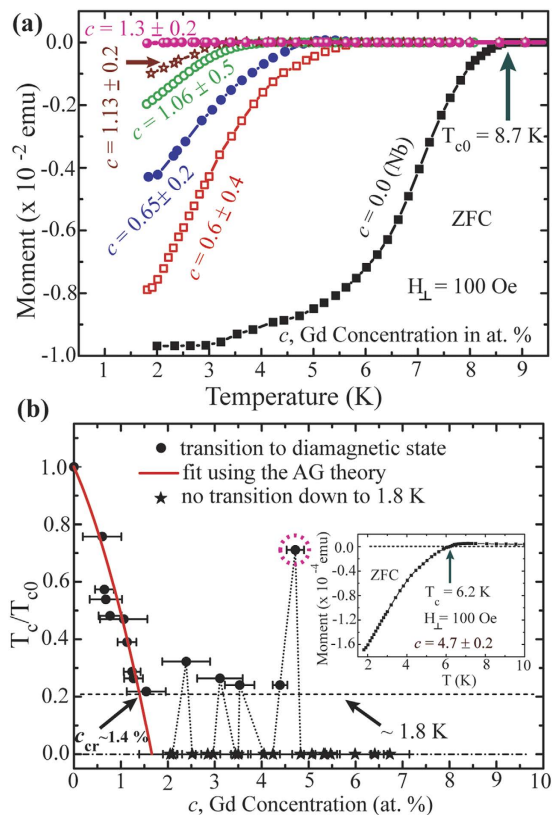 (a)
c = 1.3 ± 0.2
c = 1.13 ± 0.2
c = 1.06 ± 0.5
c = 0.65± 0.2
c = 0.6± 0.4
c = 0.0 (Nb)
T_c0 = 8.7 K
ZFC
H⊥ = 100 Oe
c, Gd Concentration in at. %
Moment (x 10⁻² emu)
0.0
-0.2
-0.4
-0.6
-0.8
-1.0
0 1 2 3 4 5 6 7 8 9
Temperature (K)
(b)
transition to diamagnetic state
fit using the AG theory
no transition down to 1.8 K
T_c/T_c0
1.0
0.8
0.6
0.4
0.2
0.0
c_cr~1.4 %
~ 1.8 K
0 1 2 3 4 5 6 7 8 9 10
c, Gd Concentration (at. %)
Moment (x 10⁻⁴ emu)
0.0
-0.4
-0.8
-1.2
-1.6
ZFC
T_c = 6.2 K
H⊥ = 100 Oe
c = 4.7 ± 0.2
2 4 6 8 10
T (K)